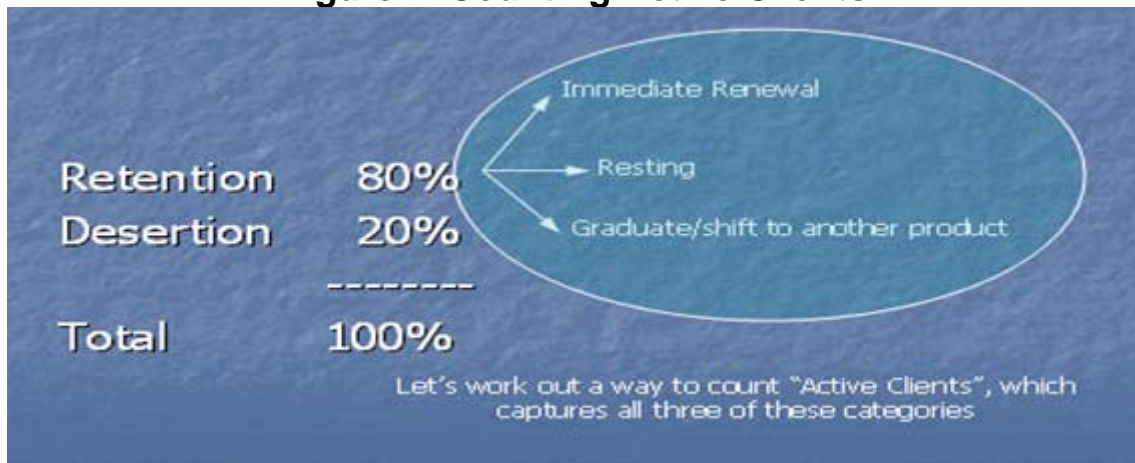 Immediate Renewal
Retention 80%
Resting
Desertion 20%
Graduate/shift to another product
--------
Total 100%
Let's work out a way to count “Active Clients”, which
captures all three of these categories